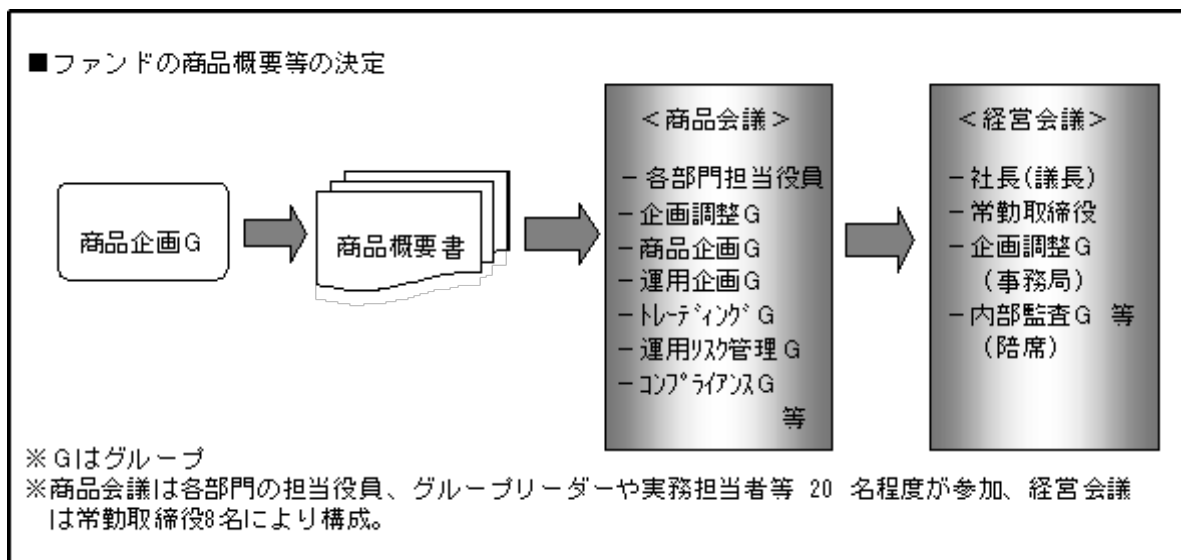 ■ファンドの商品概要等の決定
商品企画G
商品概要書
＜商品会議＞
－各部門担当役員
－企画調整G
－商品企画G
－運用企画G
－ﾄﾚｰﾃﾞｨﾝｸﾞG
－運用ﾘｽｸ管理G
－ｺﾝﾌﾟﾗｲｱﾝｽG
等
＜経営会議＞
－社長(議長)
－常勤取締役
－企画調整G
（事務局）
－内部監査G 等
（陪席）
※Gはグループ
※商品会議は各部門の担当役員、グループリーダーや実務担当者等 20 名程度が参加、経営会議
は常勤取締役8名により構成。